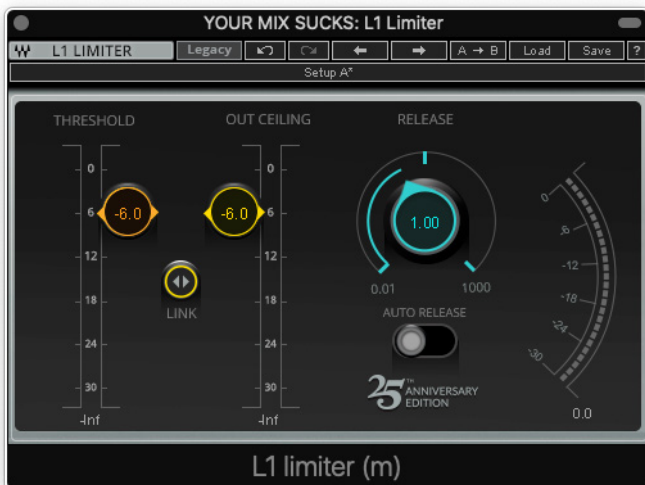 YOUR MIX SUCKS: L1 Limiter
L1 LIMITER Legacy A → B Load Save ?
Setup A*
THRESHOLD OUT CEILING RELEASE
0 0
6 6
-6.0 -6.0
12 12
18 18
24 24
30 30
-Inf -Inf
LINK
1.00
0.01 1000
AUTO RELEASE
25TH ANNIVERSARY
EDITION
0
-6
-12
-18
-24
-30
0.0
L1 limiter (m)